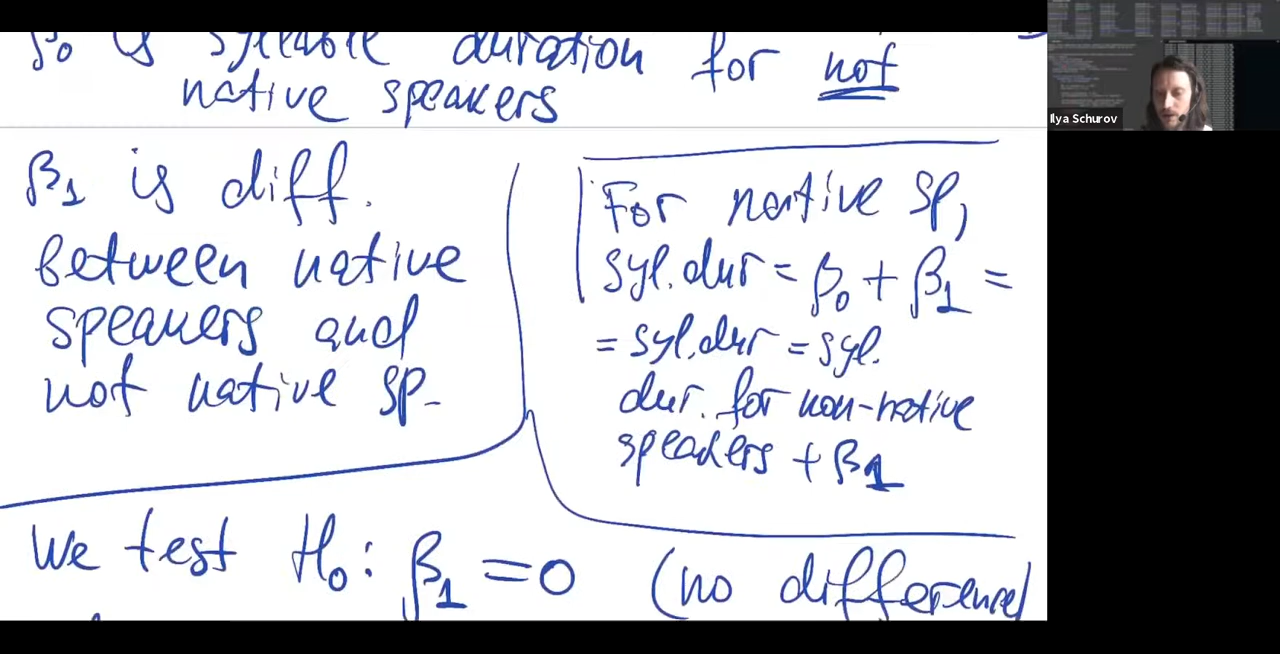 β₀ is syllable duration for not
native speakers
β₁ is diff.
between native
speakers and
not native sp.
For native sp,
syl.dur = β₀ + β₁ =
= syl.dur = syl.
dur. for non-native
speakers + β₁
We test H₀: β₁ = 0 (no difference)
Ilya Schurov